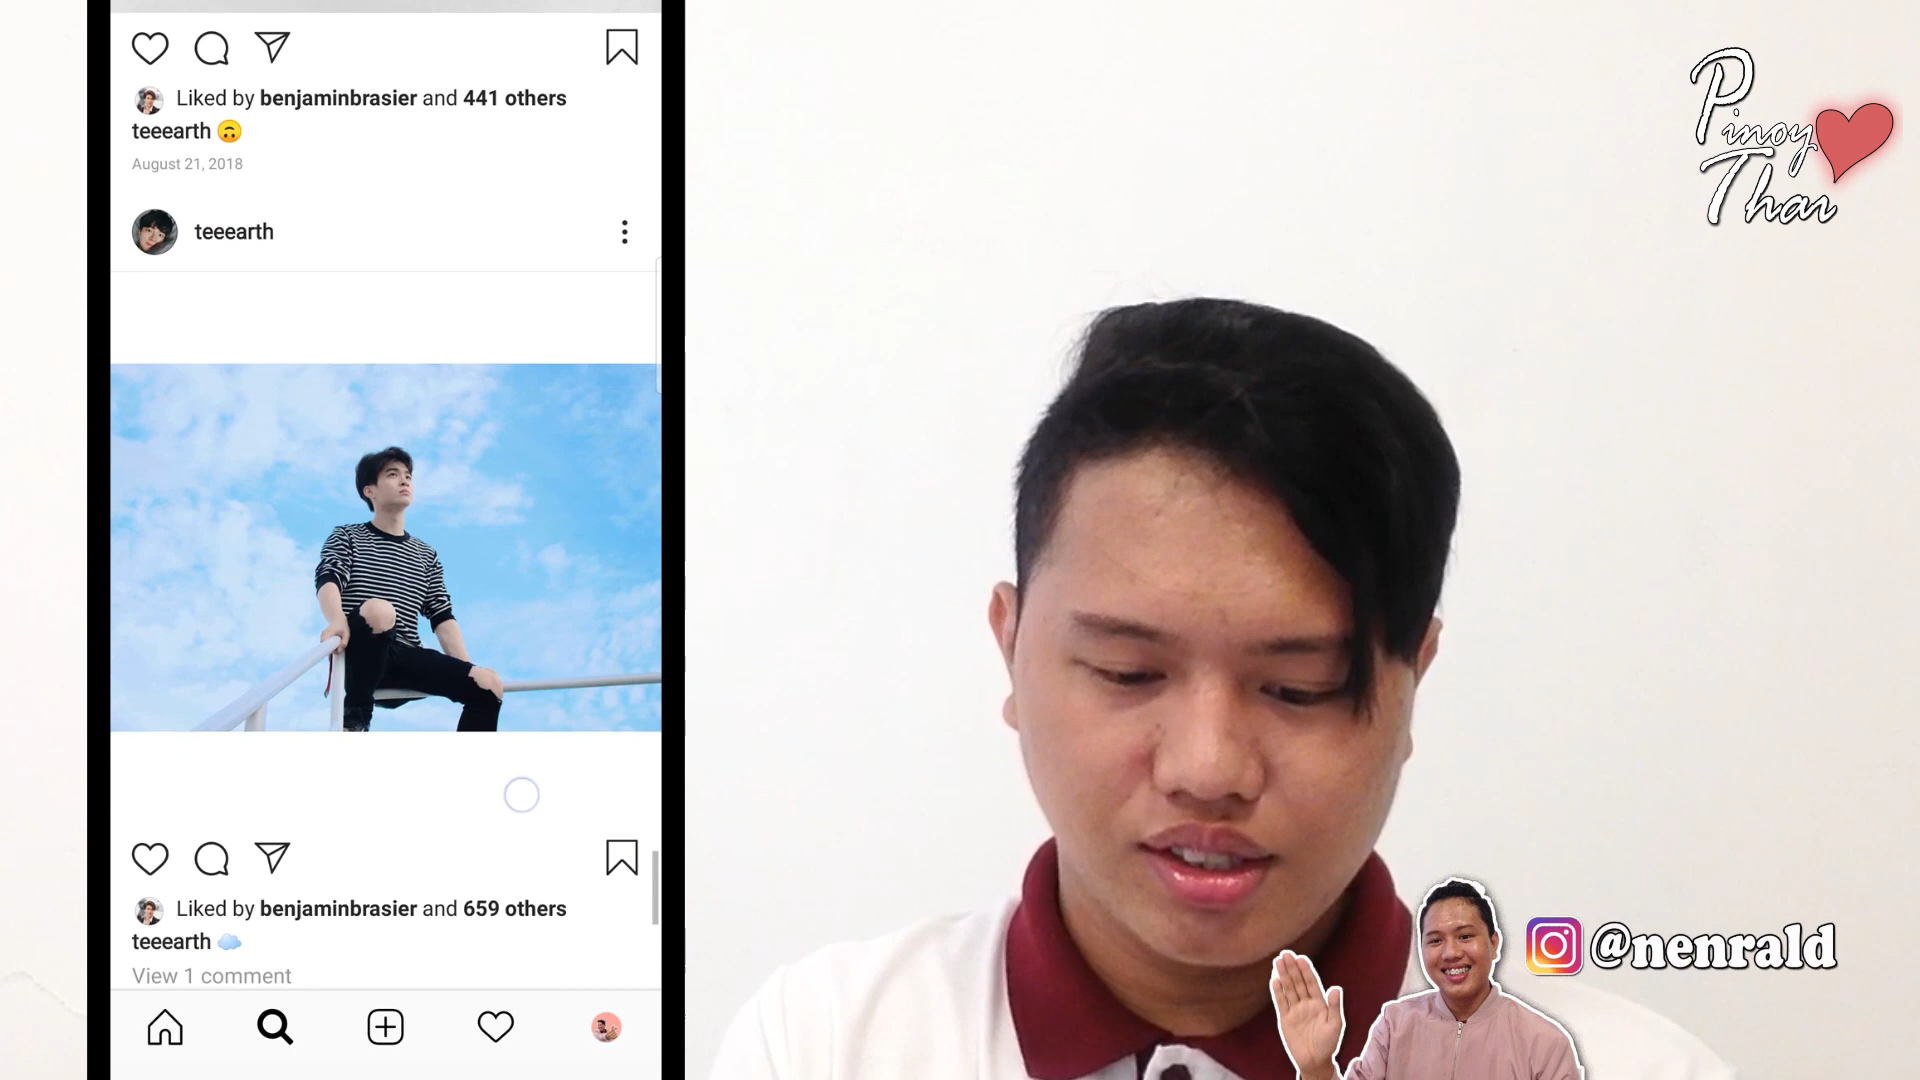 Liked by benjaminbrasier and 441 others
teeearth 🙃
August 21, 2018
teeearth
Liked by benjaminbrasier and 659 others
teeearth ☁️
View 1 comment
Pinoy
Thai
@nenrald